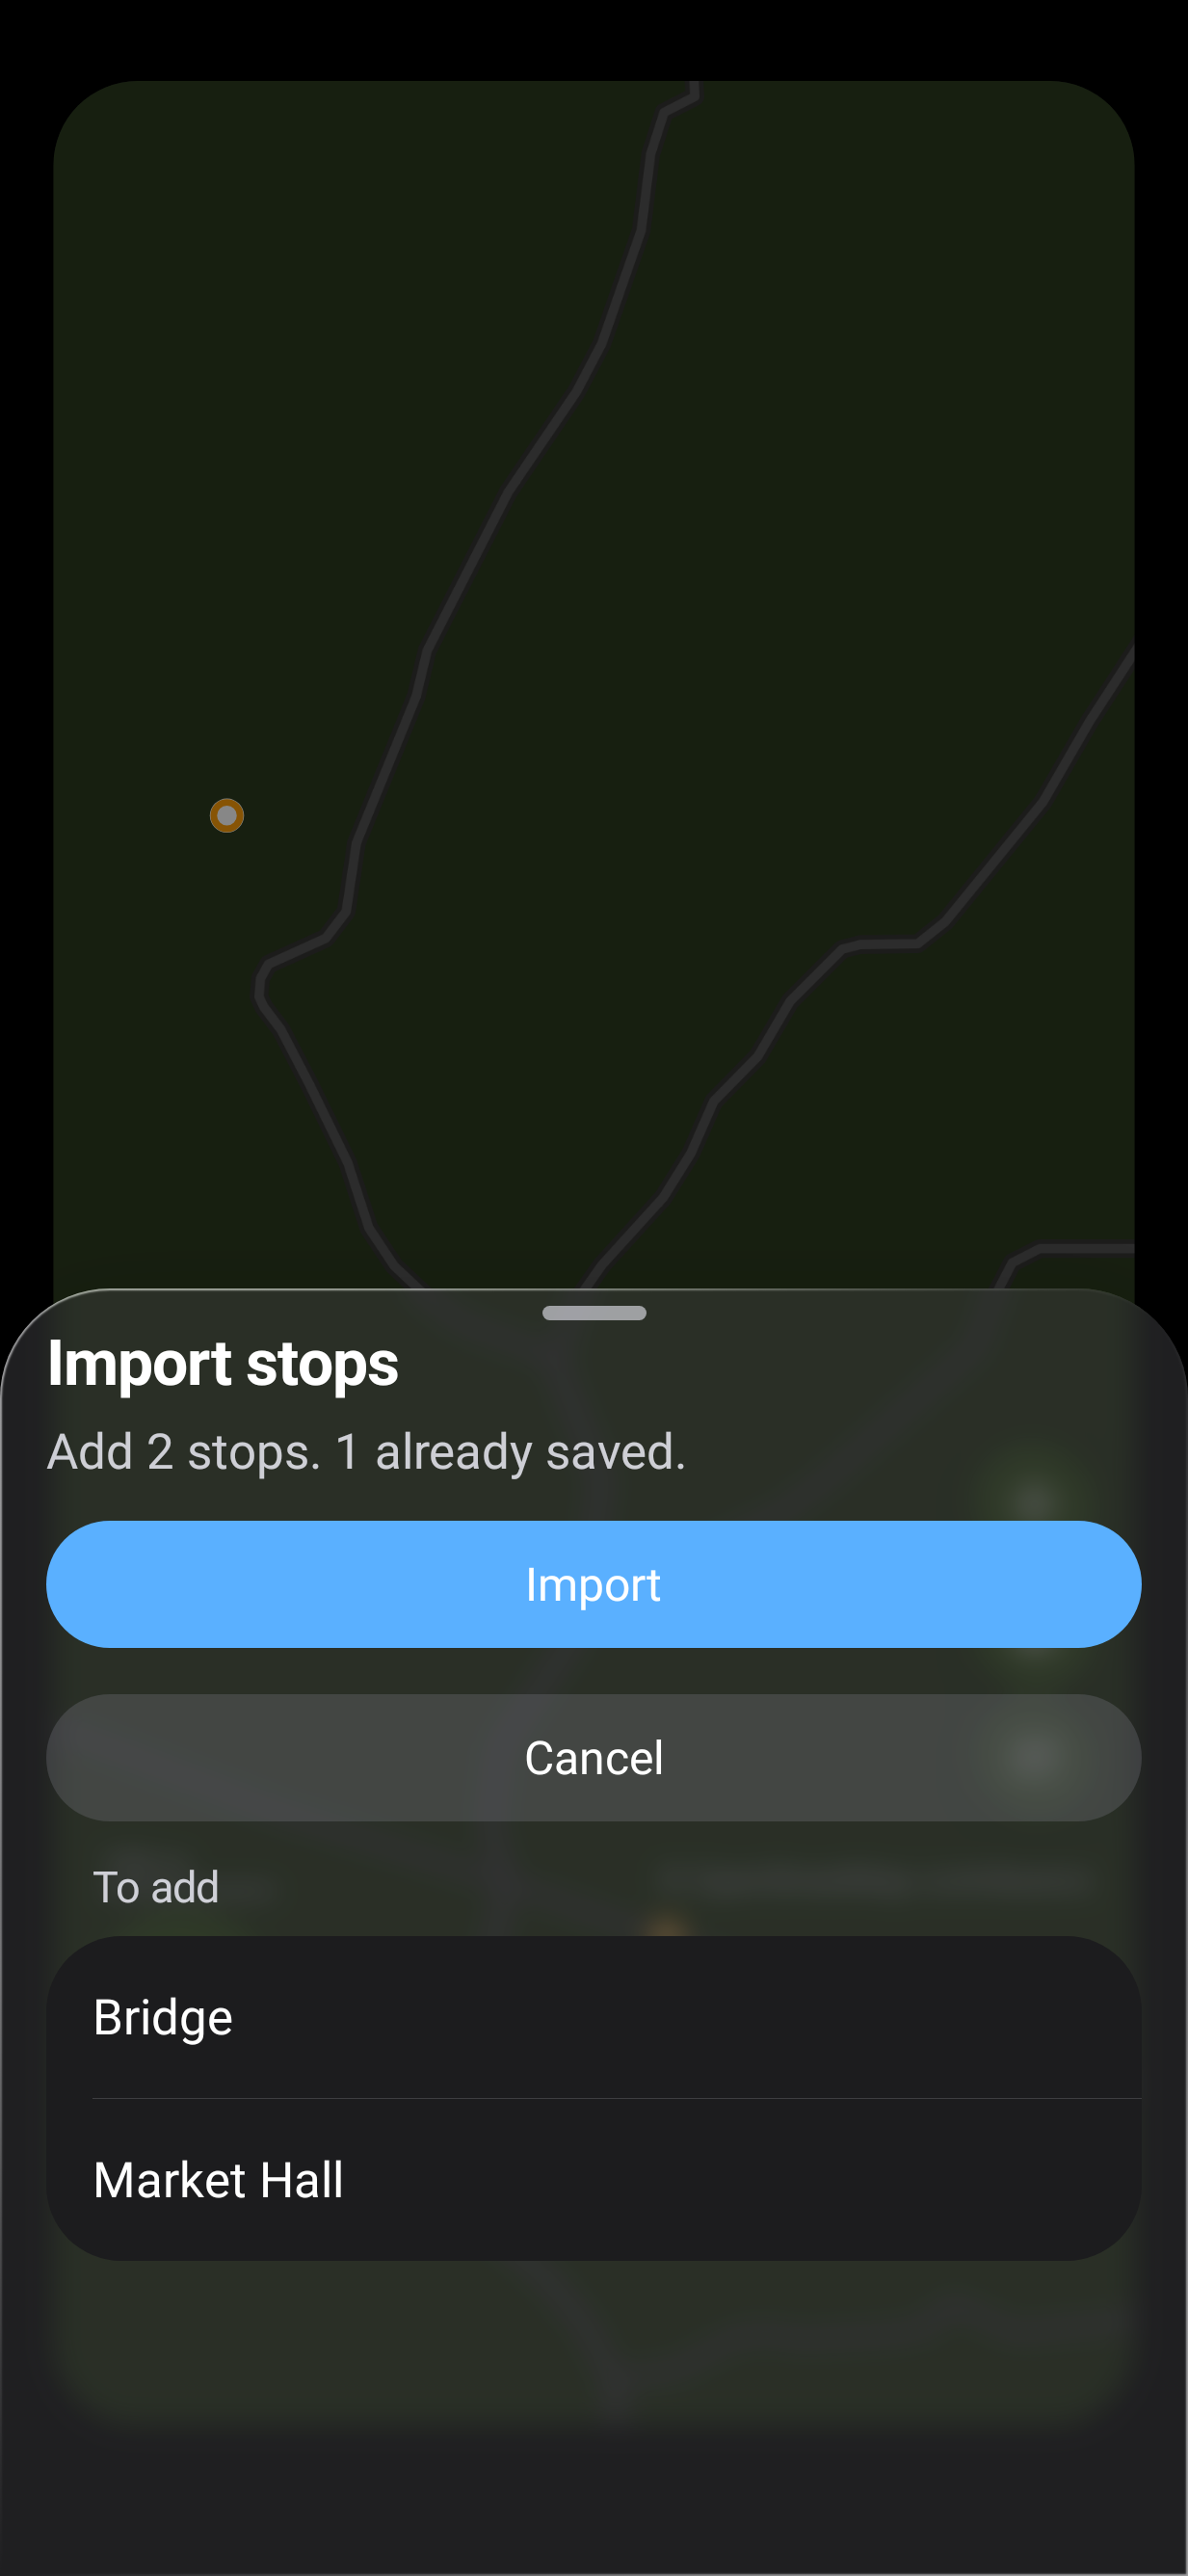 Import stops
Add 2 stops. 1 already saved.
Import
Cancel
To add
Bridge
Market Hall